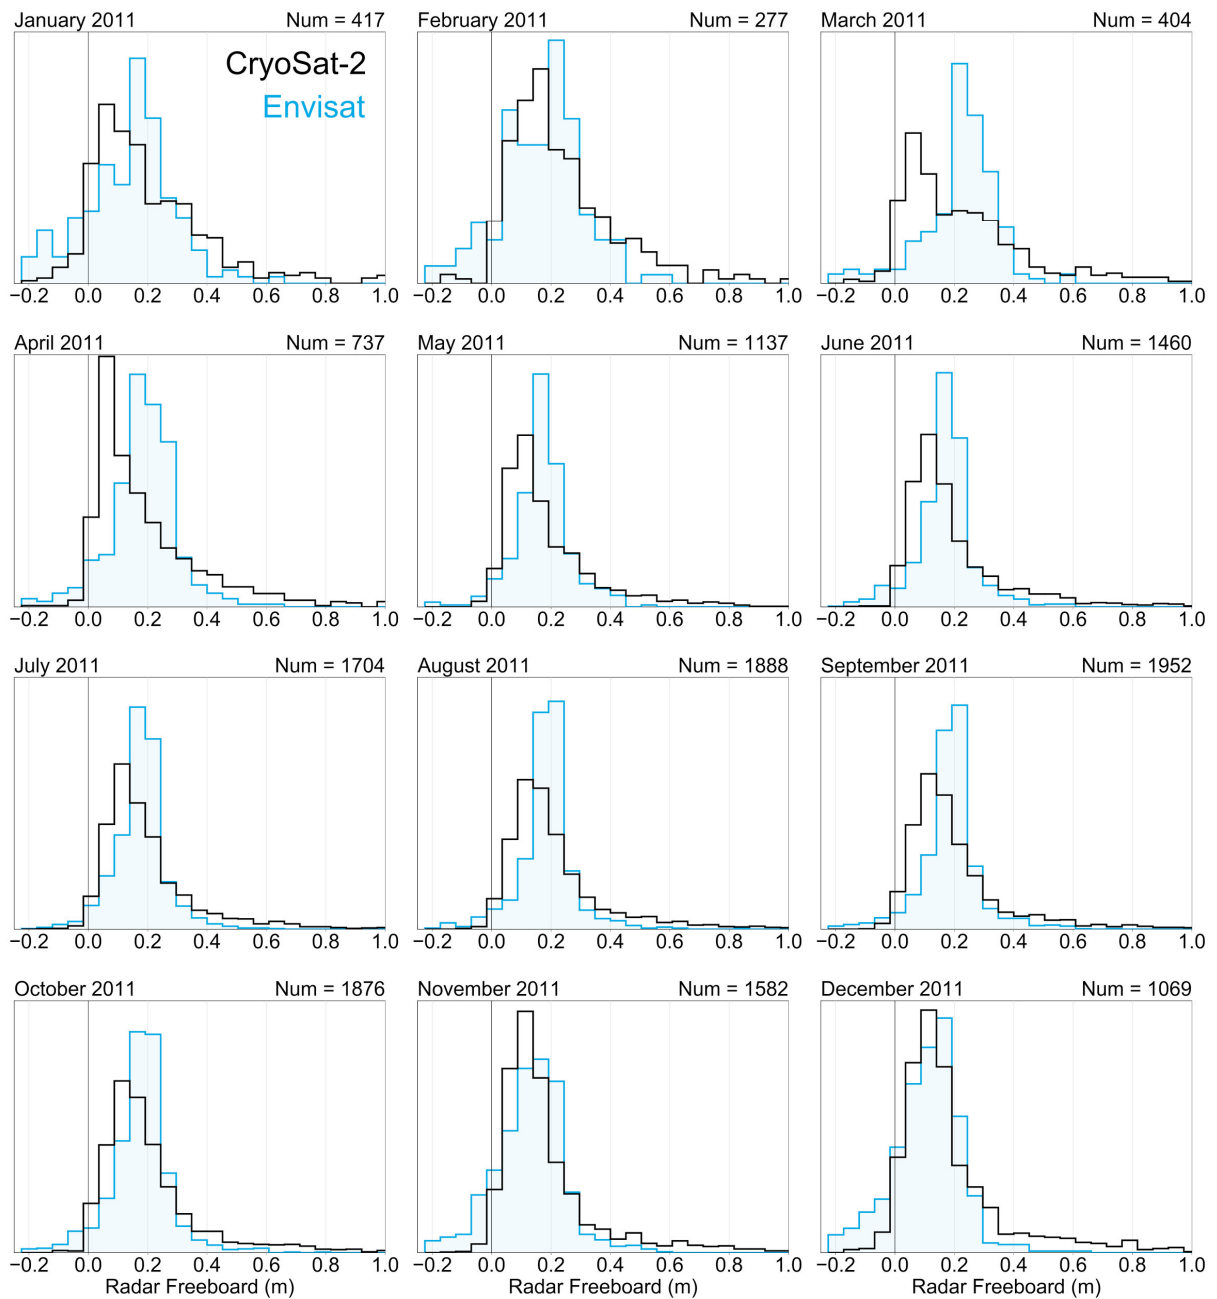 January 2011 Num = 417 February 2011 Num = 277 March 2011 Num = 404
CryoSat-2
Envisat
−0.2 0.0 0.2 0.4 0.6 0.8 1.0 −0.2 0.0 0.2 0.4 0.6 0.8 1.0 −0.2 0.0 0.2 0.4 0.6 0.8 1.0
April 2011 Num = 737 May 2011 Num = 1137 June 2011 Num = 1460
−0.2 0.0 0.2 0.4 0.6 0.8 1.0 −0.2 0.0 0.2 0.4 0.6 0.8 1.0 −0.2 0.0 0.2 0.4 0.6 0.8 1.0
July 2011 Num = 1704 August 2011 Num = 1888 September 2011 Num = 1952
−0.2 0.0 0.2 0.4 0.6 0.8 1.0 −0.2 0.0 0.2 0.4 0.6 0.8 1.0 −0.2 0.0 0.2 0.4 0.6 0.8 1.0
October 2011 Num = 1876 November 2011 Num = 1582 December 2011 Num = 1069
−0.2 0.0 0.2 0.4 0.6 0.8 1.0 −0.2 0.0 0.2 0.4 0.6 0.8 1.0 −0.2 0.0 0.2 0.4 0.6 0.8 1.0
Radar Freeboard (m) Radar Freeboard (m) Radar Freeboard (m)